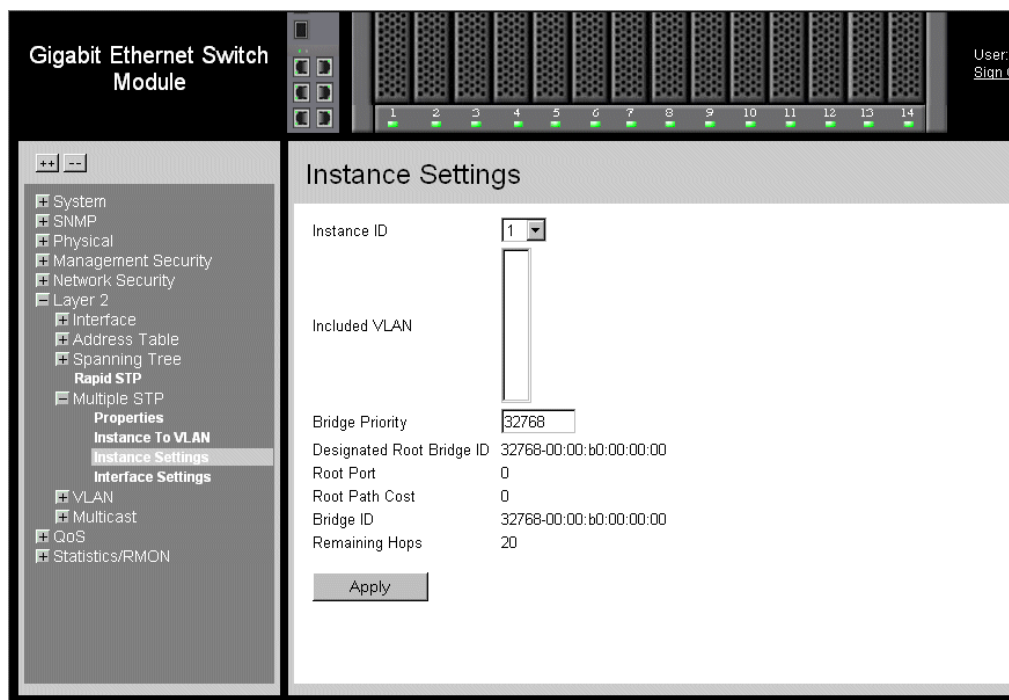 Gigabit Ethernet Switch
Module
1 2 3 4 5 6 7 8 9 10 11 12 13 14
User:
Sign
++ --
System
SNMP
Physical
Management Security
Network Security
Layer 2
Interface
Address Table
Spanning Tree
Rapid STP
Multiple STP
Properties
Instance To VLAN
Instance Settings
Interface Settings
VLAN
Multicast
QoS
Statistics/RMON
Instance Settings
Instance ID 1
Included VLAN
Bridge Priority 32768
Designated Root Bridge ID 32768-00:00:b0:00:00:00
Root Port 0
Root Path Cost 0
Bridge ID 32768-00:00:b0:00:00:00
Remaining Hops 20
Apply